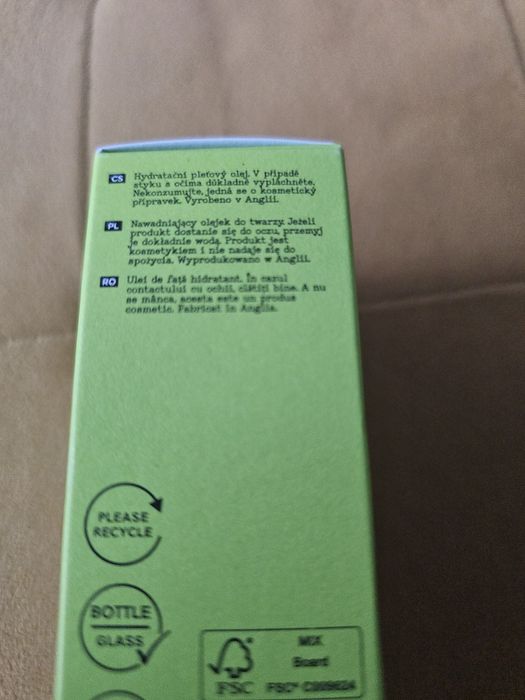 CS Hydratační pleťový olej. V případě
styku s očima důkladně vypláchněte.
Nekonzumujte, jedná se o kosmetický
přípravek. Vyrobeno v Anglii.
PL Nawadniający olejek do twarzy. Jeżeli
produkt dostanie się do oczu, przemyj
je dokładnie wodą. Produkt jest
kosmetykiem i nie nadaje się do
spożycia. Wyprodukowano w Anglii.
RO Ulei de față hidratant. În cazul
contactului cu ochii, clătiți bine. A nu
se mânca, acesta este un produs
cosmetic. Fabricat în Anglia.
PLEASE
RECYCLE
BOTTLE
GLASS
FSC
MIX
Board
FSC®